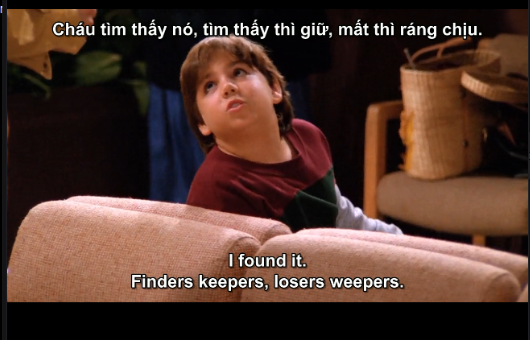 Cháu tìm thấy nó, tìm thấy thì giữ, mất thì ráng chịu.
I found it.
Finders keepers, losers weepers.